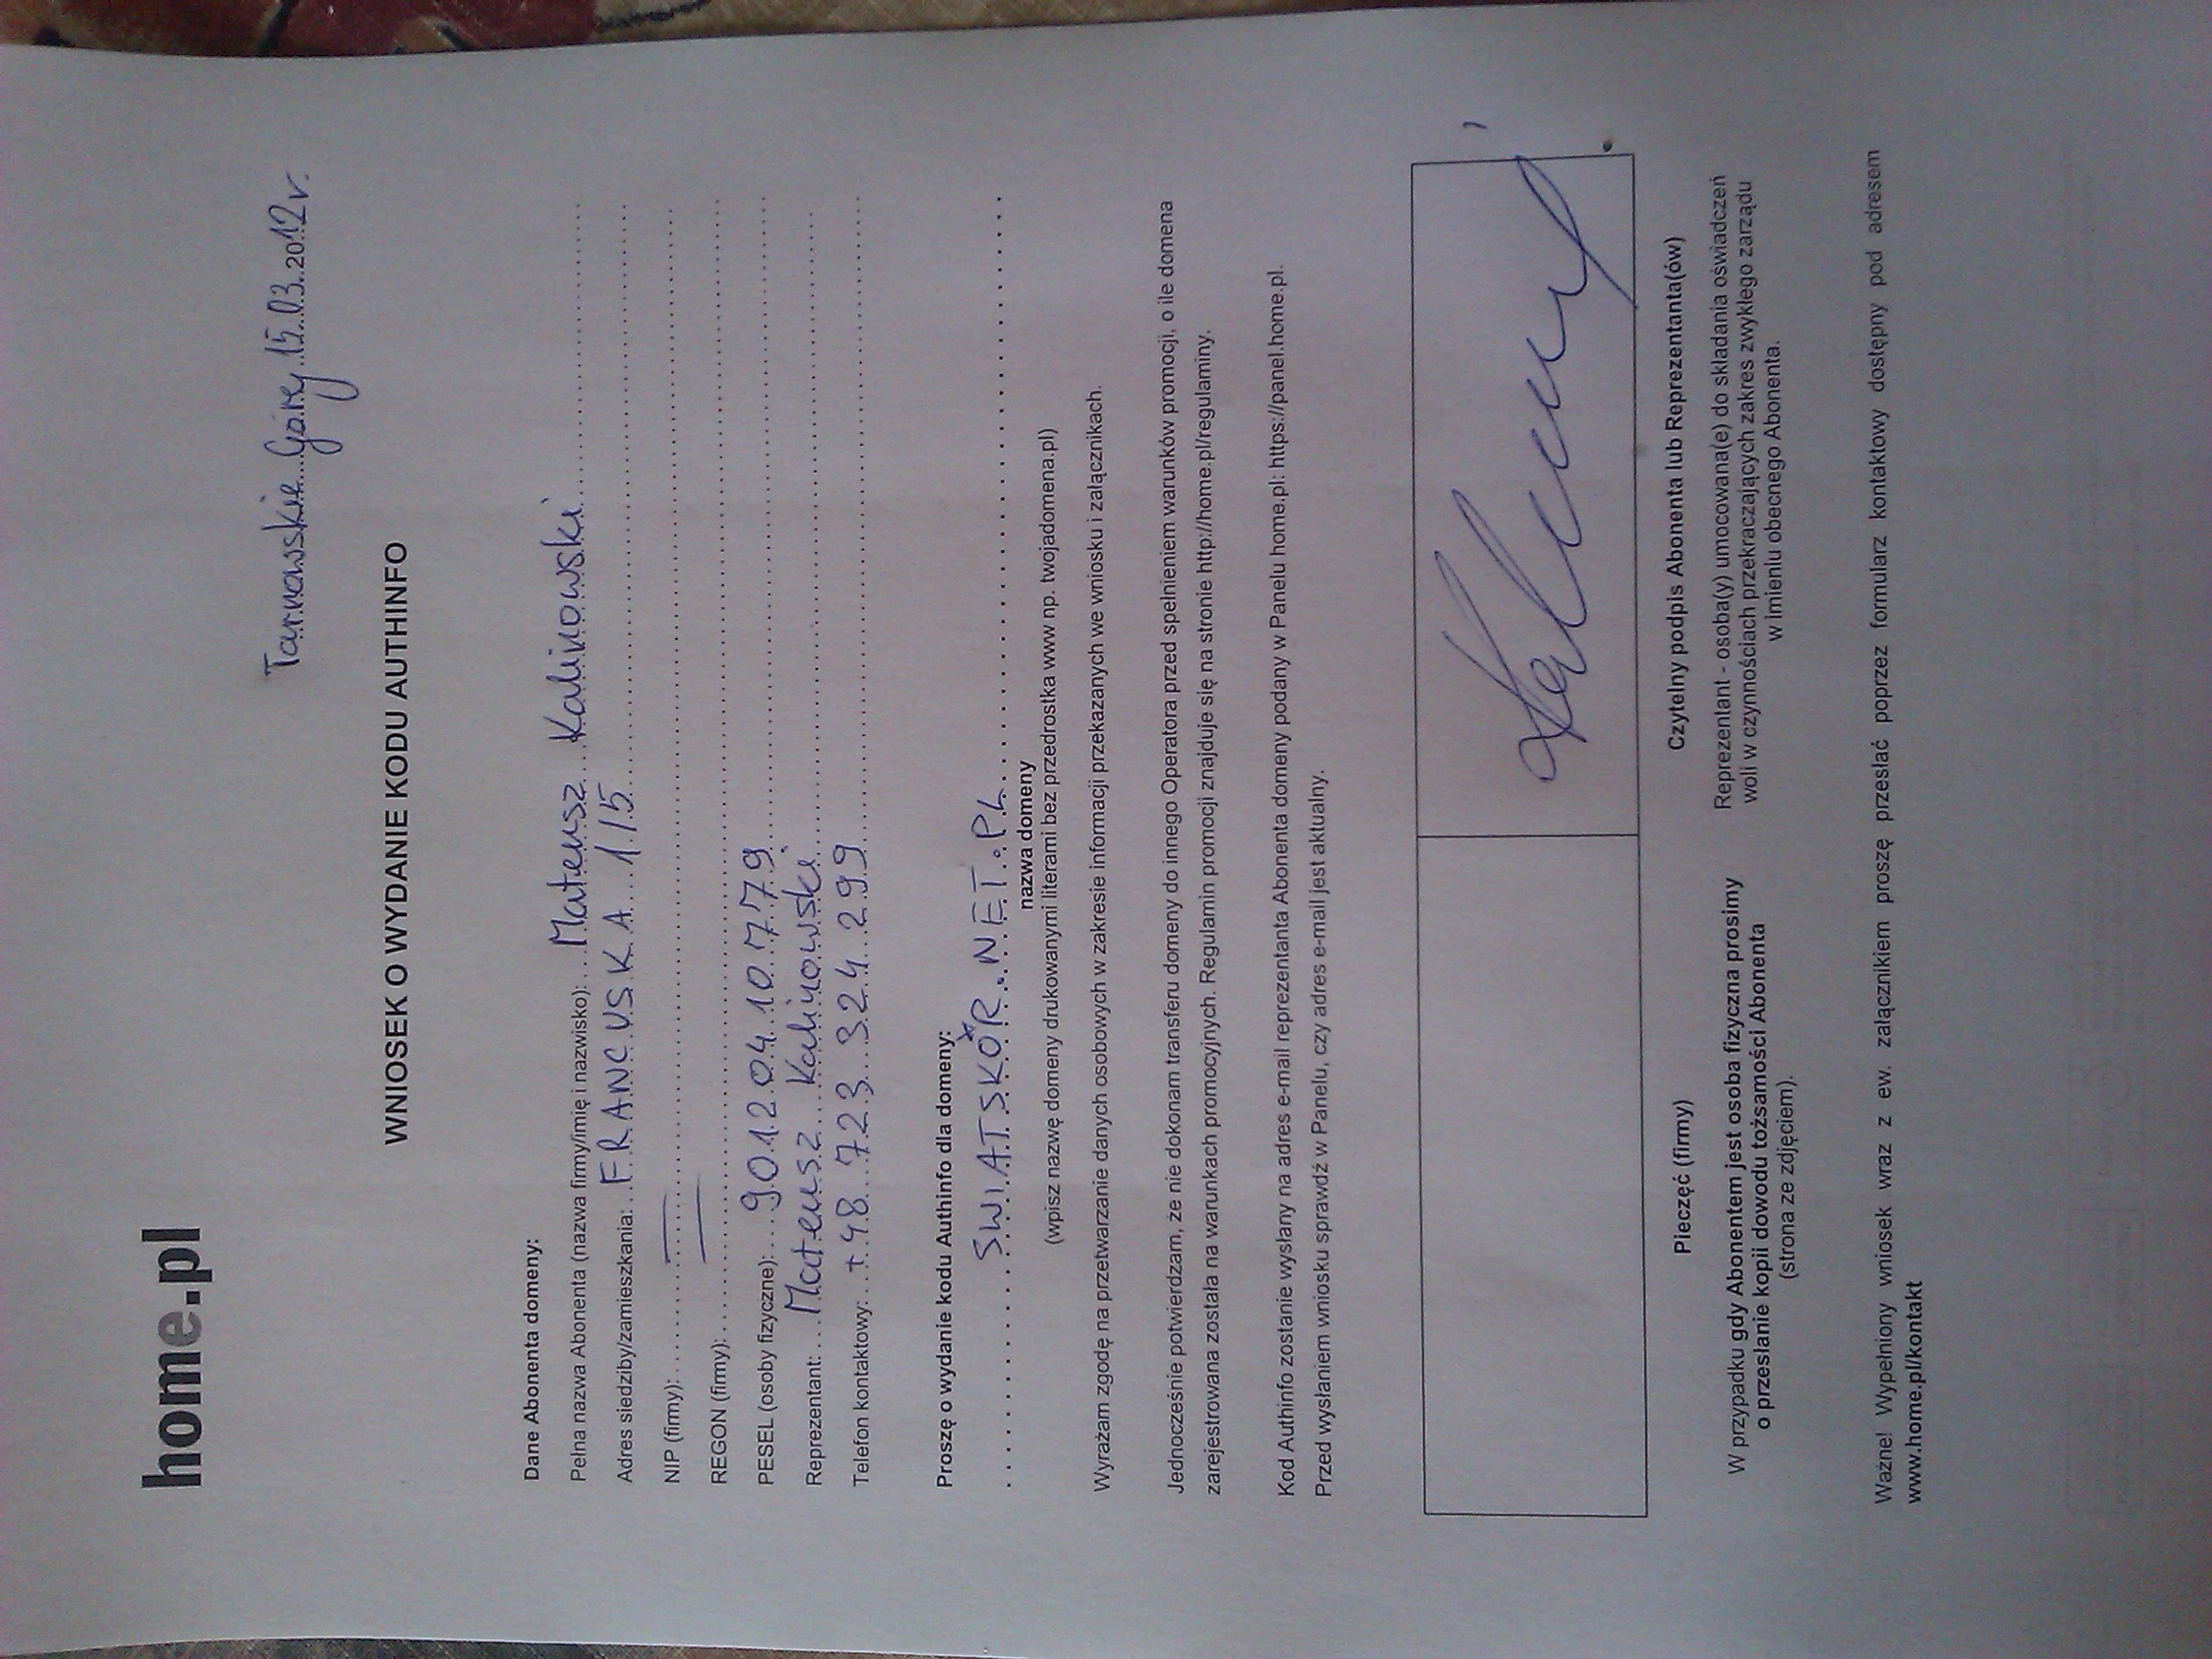 home.pl
Tarnowskie Góry 15.03.2012r.
WNIOSEK O WYDANIE KODU AUTHINFO
Dane Abonenta domeny:
Pełna nazwa Abonenta (nazwa firmy/imię i nazwisko): Mateusz Kalinowski
Adres siedziby/zamieszkania: FRANCUSKA 1/5
NIP (firmy): —
REGON (firmy): —
PESEL (osoby fizyczne): 90120410779
Reprezentant: Mateusz Kalinowski
Telefon kontaktowy: +48 723 324 299
Proszę o wydanie kodu Authinfo dla domeny:
SWIATSKÓR.NET.PL
nazwa domeny
(wpisz nazwę domeny drukowanymi literami bez przedrostka www np. twojadomena.pl)
Wyrażam zgodę na przetwarzanie danych osobowych w zakresie informacji przekazanych we wniosku i załącznikach.
Jednocześnie potwierdzam, że nie dokonam transferu domeny do innego Operatora przed spełnieniem warunków promocji, o ile domena
zarejestrowana została na warunkach promocyjnych. Regulamin promocji znajduje się na stronie http://home.pl/regulaminy.
Kod Authinfo zostanie wysłany na adres e-mail reprezentanta Abonenta domeny podany w Panelu home.pl: https://panel.home.pl.
Przed wysłaniem wniosku sprawdź w Panelu, czy adres e-mail jest aktualny.
Pieczęć (firmy)
W przypadku gdy Abonentem jest osoba fizyczna prosimy
o przesłanie kopii dowodu tożsamości Abonenta
(strona ze zdjęciem).
Czytelny podpis Abonenta lub Reprezentanta(ów)
Reprezentant - osoba(y) umocowana(e) do składania oświadczeń
woli w czynnościach przekraczających zakres zwykłego zarządu
w imieniu obecnego Abonenta.
Ważne! Wypełniony wniosek wraz z ew. załącznikiem proszę przesłać poprzez formularz kontaktowy dostępny pod adresem
www.home.pl/kontakt